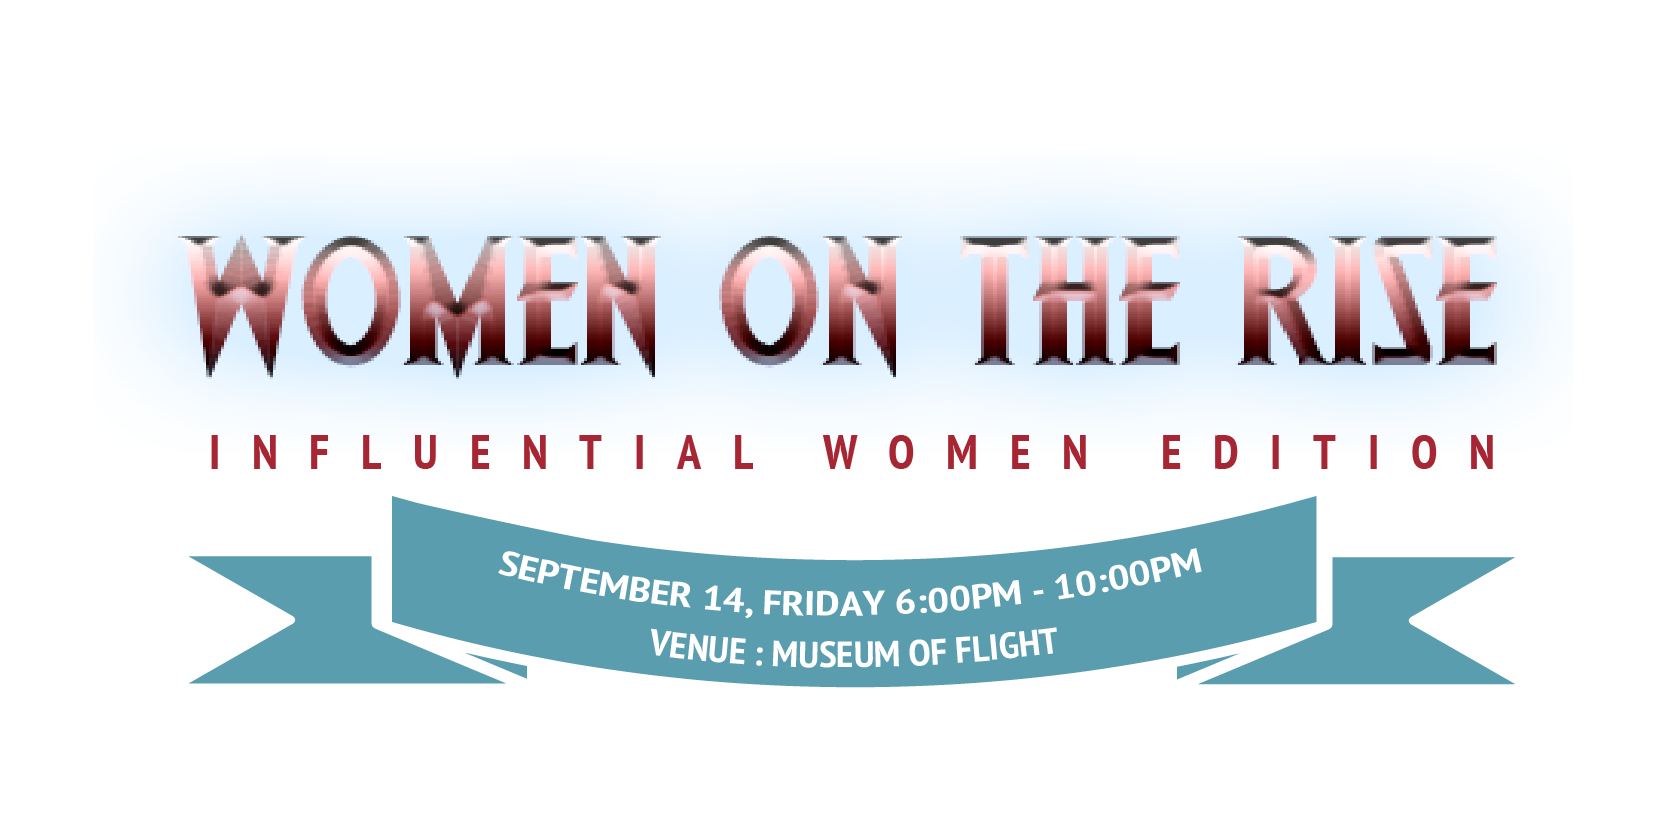 WOMEN ON THE RISE
INFLUENTIAL WOMEN EDITION
SEPTEMBER 14, FRIDAY 6:00PM - 10:00PM
VENUE : MUSEUM OF FLIGHT